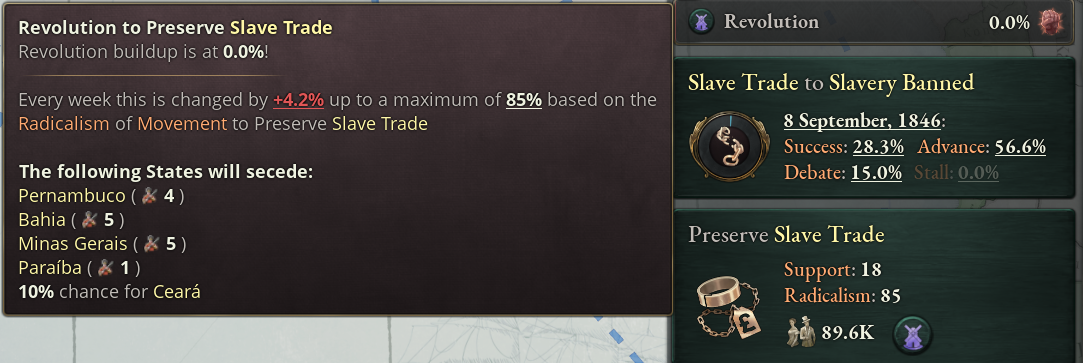 Revolution to Preserve Slave Trade
Revolution buildup is at 0.0%!
Every week this is changed by +4.2% up to a maximum of 85% based on the
Radicalism of Movement to Preserve Slave Trade
The following States will secede:
Pernambuco ( 4 )
Bahia ( 5 )
Minas Gerais ( 5 )
Paraíba ( 1 )
10% chance for Ceará
Revolution 0.0%
Slave Trade to Slavery Banned
8 September, 1846:
Success: 28.3% Advance: 56.6%
Debate: 15.0% Stall: 0.0%
Preserve Slave Trade
Support: 18
Radicalism: 85
£
89.6K